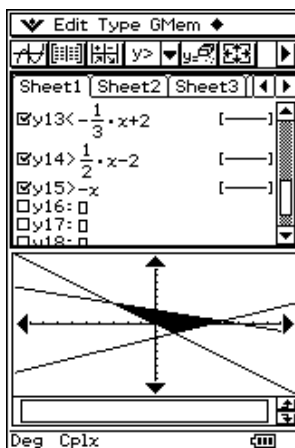 Edit Type GMem
y> y=
Sheet1 Sheet2 Sheet3
y13<-1/3·x+2 [—]
y14>1/2·x-2 [—]
y15>-x [—]
y16:▯
y17:▯
y18:▯
Deg Cplx